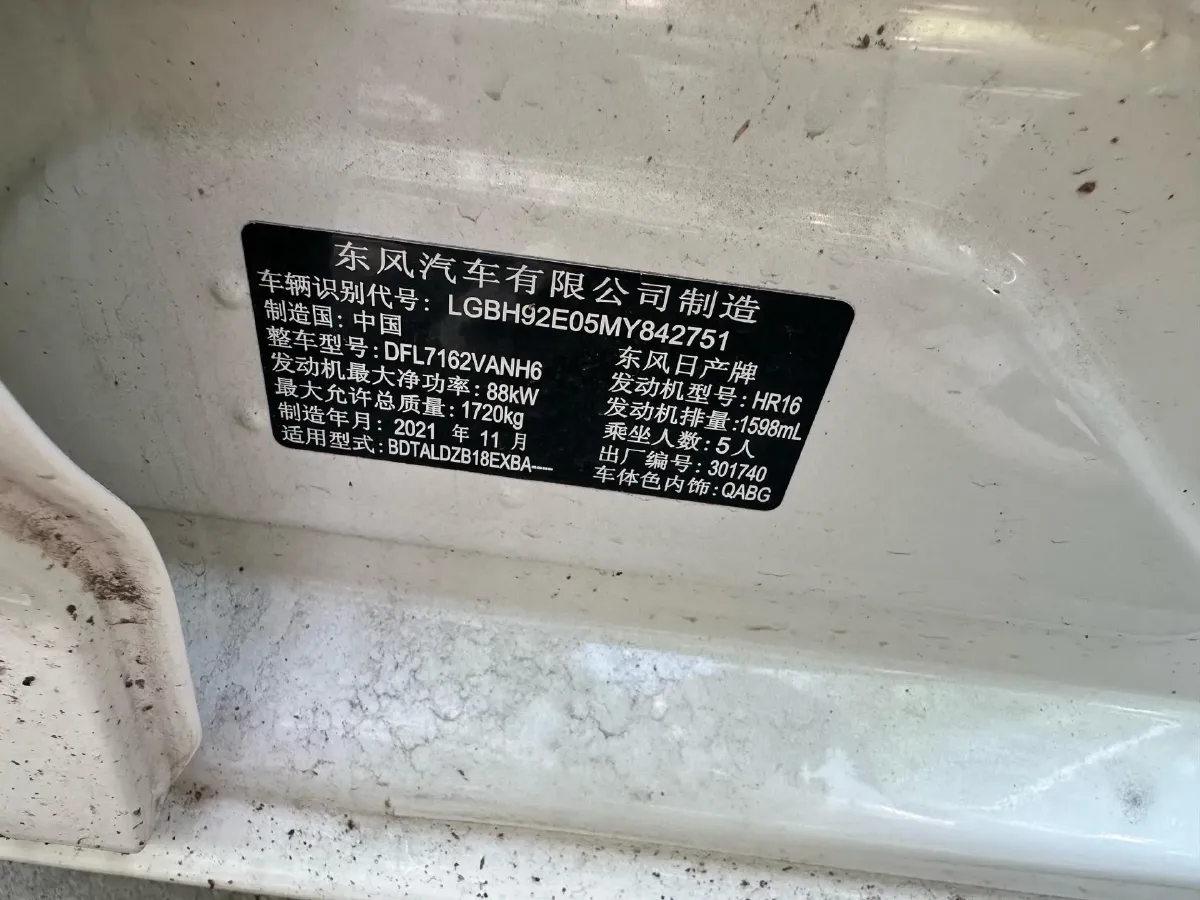 东风汽车有限公司制造
车辆识别代号: LGBH92E05MY842751
制造国: 中国 东风日产牌
整车型号: DFL7162VANH6 发动机型号: HR16
发动机最大净功率: 88kW 发动机排量: 1598mL
最大允许总质量: 1720kg 乘坐人数: 5人
制造年月: 2021 年 11 月 出厂编号: 301740
适用型式: BDTALDZB18EXBA---- 车体色内饰: QABG